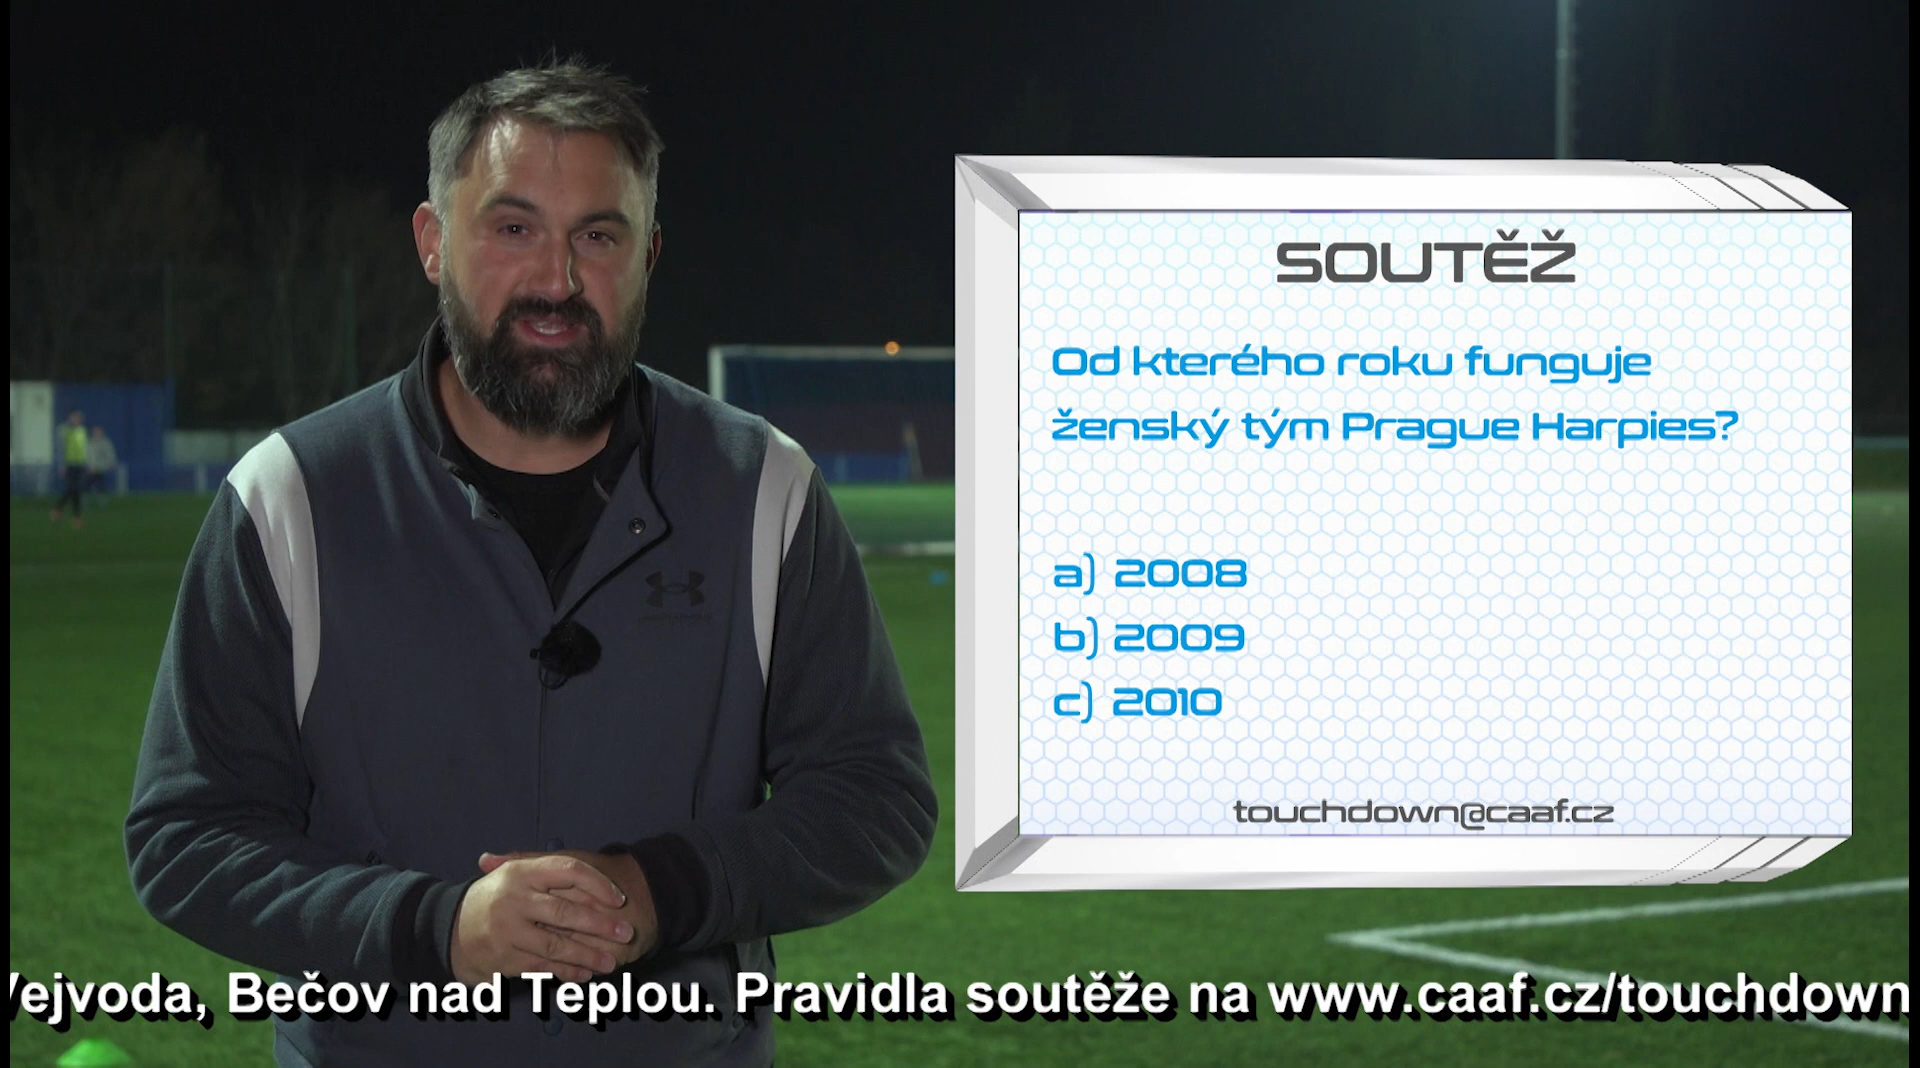 SOUTĚŽ
Od kterého roku funguje
ženský tým Prague Harpies?
a) 2008
b) 2009
c) 2010
touchdown@caaf.cz
Vejvoda, Bečov nad Teplou. Pravidla soutěže na www.caaf.cz/touchdown